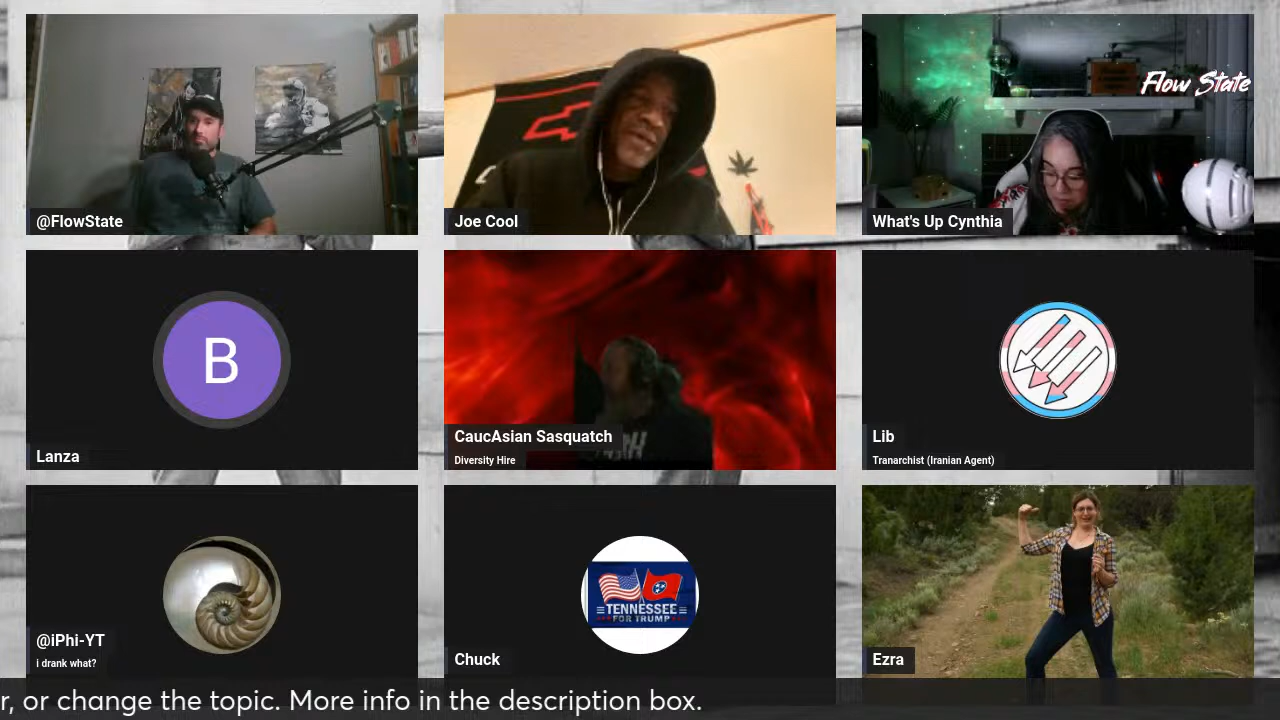 @FlowState
Joe Cool
Flow State
What's Up Cynthia
B
Lanza
CaucAsian Sasquatch
Diversity Hire
Lib
Tranarchist (Iranian Agent)
@iPhi-YT
i drank what?
TENNESSEE
FOR TRUMP
Chuck
Ezra
r, or change the topic. More info in the description box.